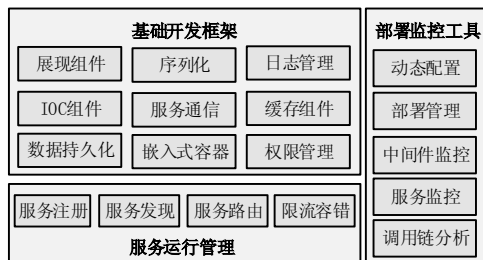 基础开发框架
展现组件 序列化 日志管理
IOC组件 服务通信 缓存组件
数据持久化 嵌入式容器 权限管理
服务注册 服务发现 服务路由 限流容错
服务运行管理
部署监控工具
动态配置
部署管理
中间件监控
服务监控
调用链分析